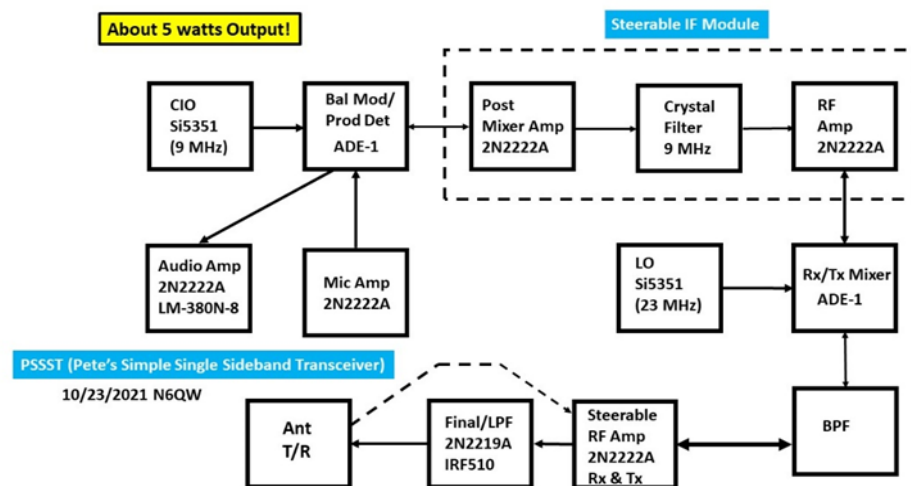 About 5 watts Output!
Steerable IF Module
CIO
Si5351
(9 MHz)
Bal Mod/
Prod Det
ADE-1
Post
Mixer Amp
2N2222A
Crystal
Filter
9 MHz
RF
Amp
2N2222A
Audio Amp
2N2222A
LM-380N-8
Mic Amp
2N2222A
LO
Si5351
(23 MHz)
Rx/Tx Mixer
ADE-1
PSSST (Pete's Simple Single Sideband Transceiver)
10/23/2021 N6QW
Ant
T/R
Final/LPF
2N2219A
IRF510
Steerable
RF Amp
2N2222A
Rx & Tx
BPF